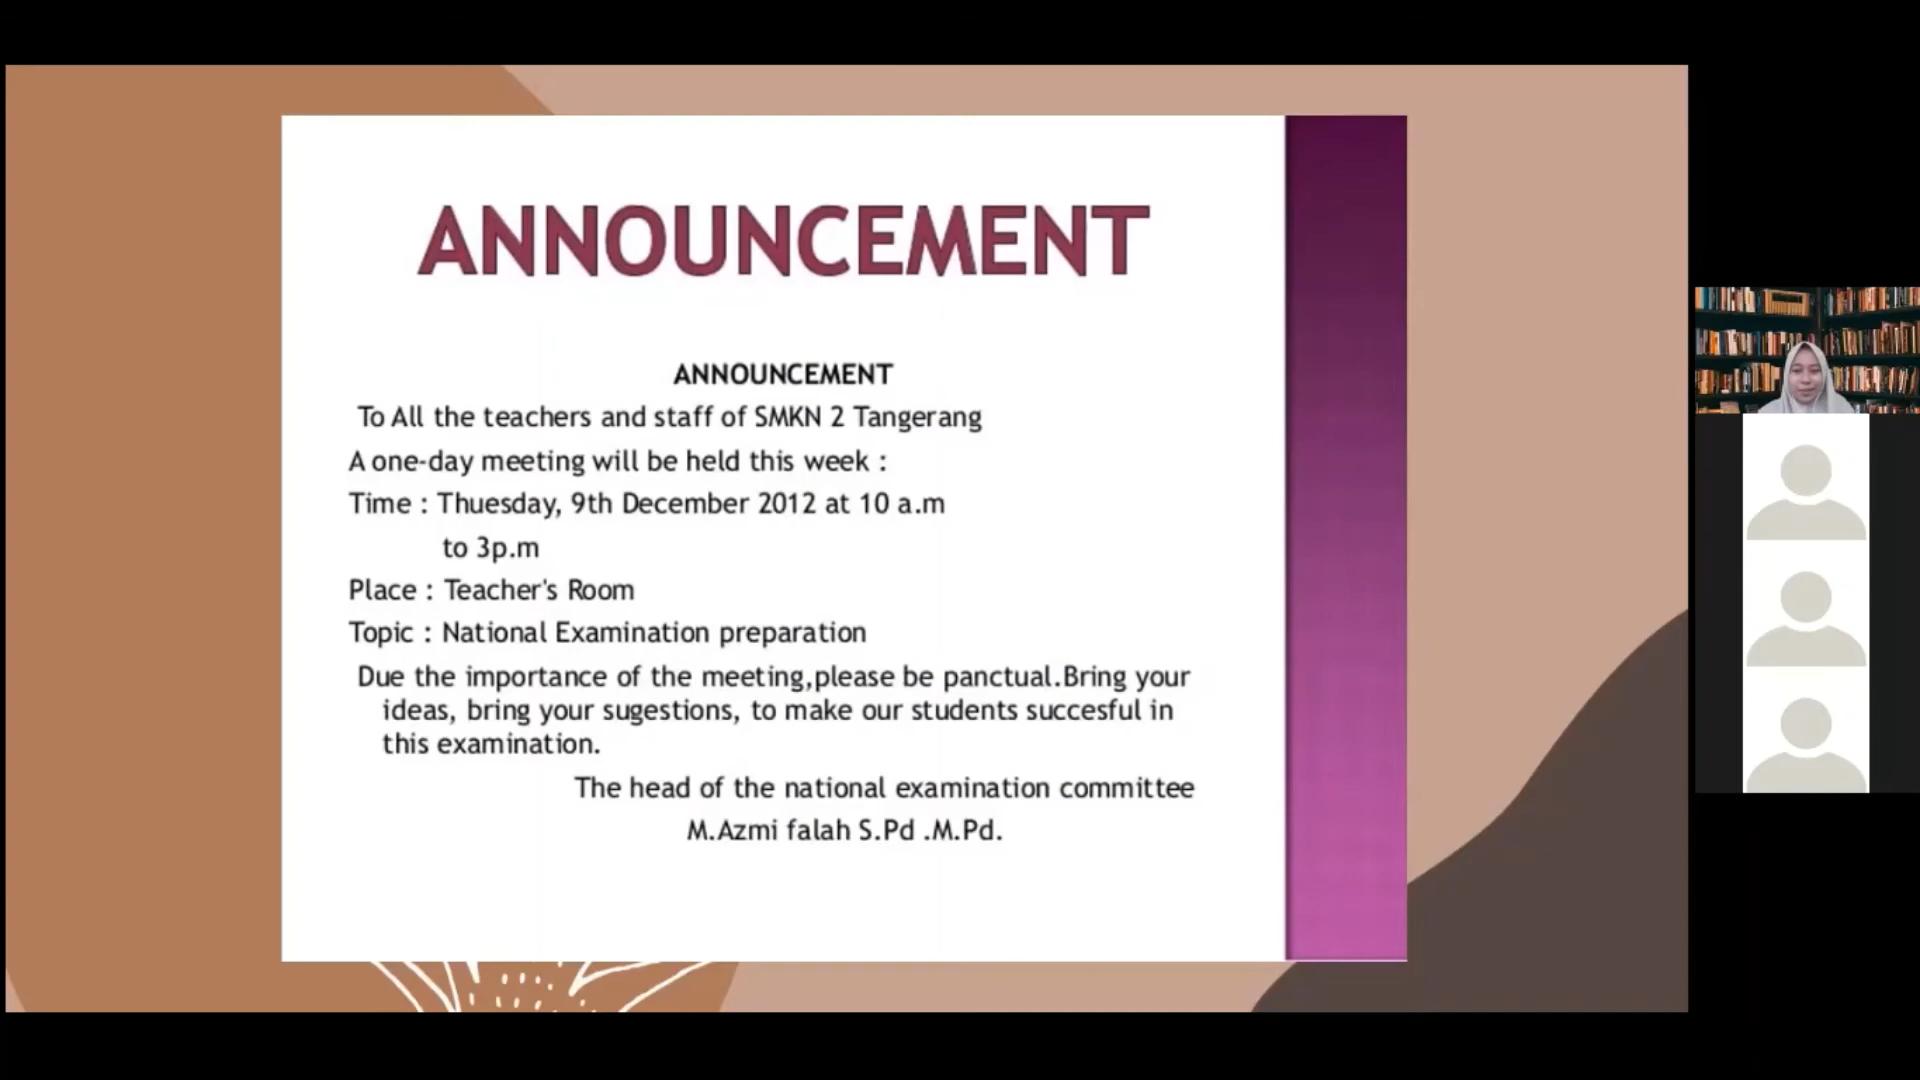 ANNOUNCEMENT
ANNOUNCEMENT
To All the teachers and staff of SMKN 2 Tangerang
A one-day meeting will be held this week :
Time : Thuesday, 9th December 2012 at 10 a.m
to 3p.m
Place : Teacher's Room
Topic : National Examination preparation
Due the importance of the meeting,please be panctual.Bring your
ideas, bring your sugestions, to make our students succesful in
this examination.
The head of the national examination committee
M.Azmi falah S.Pd .M.Pd.